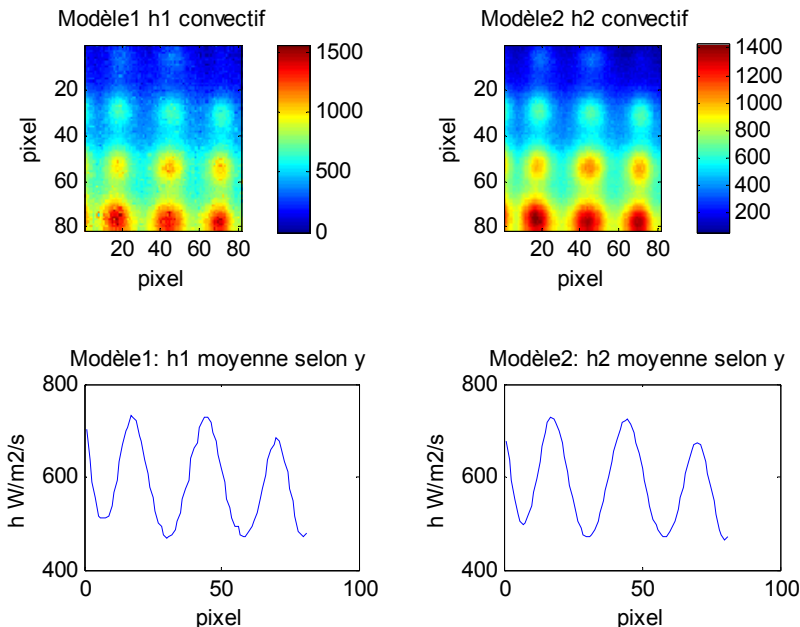 Modèle1 h1 convectif
pixel
20
40
60
80
20 40 60 80
pixel
1500
1000
500
0
Modèle2 h2 convectif
pixel
20
40
60
80
20 40 60 80
pixel
1400
1200
1000
800
600
400
200
Modèle1: h1 moyenne selon y
h W/m2/s
800
600
400
0 50 100
pixel
Modèle2: h2 moyenne selon y
h W/m2/s
800
600
400
0 50 100
pixel